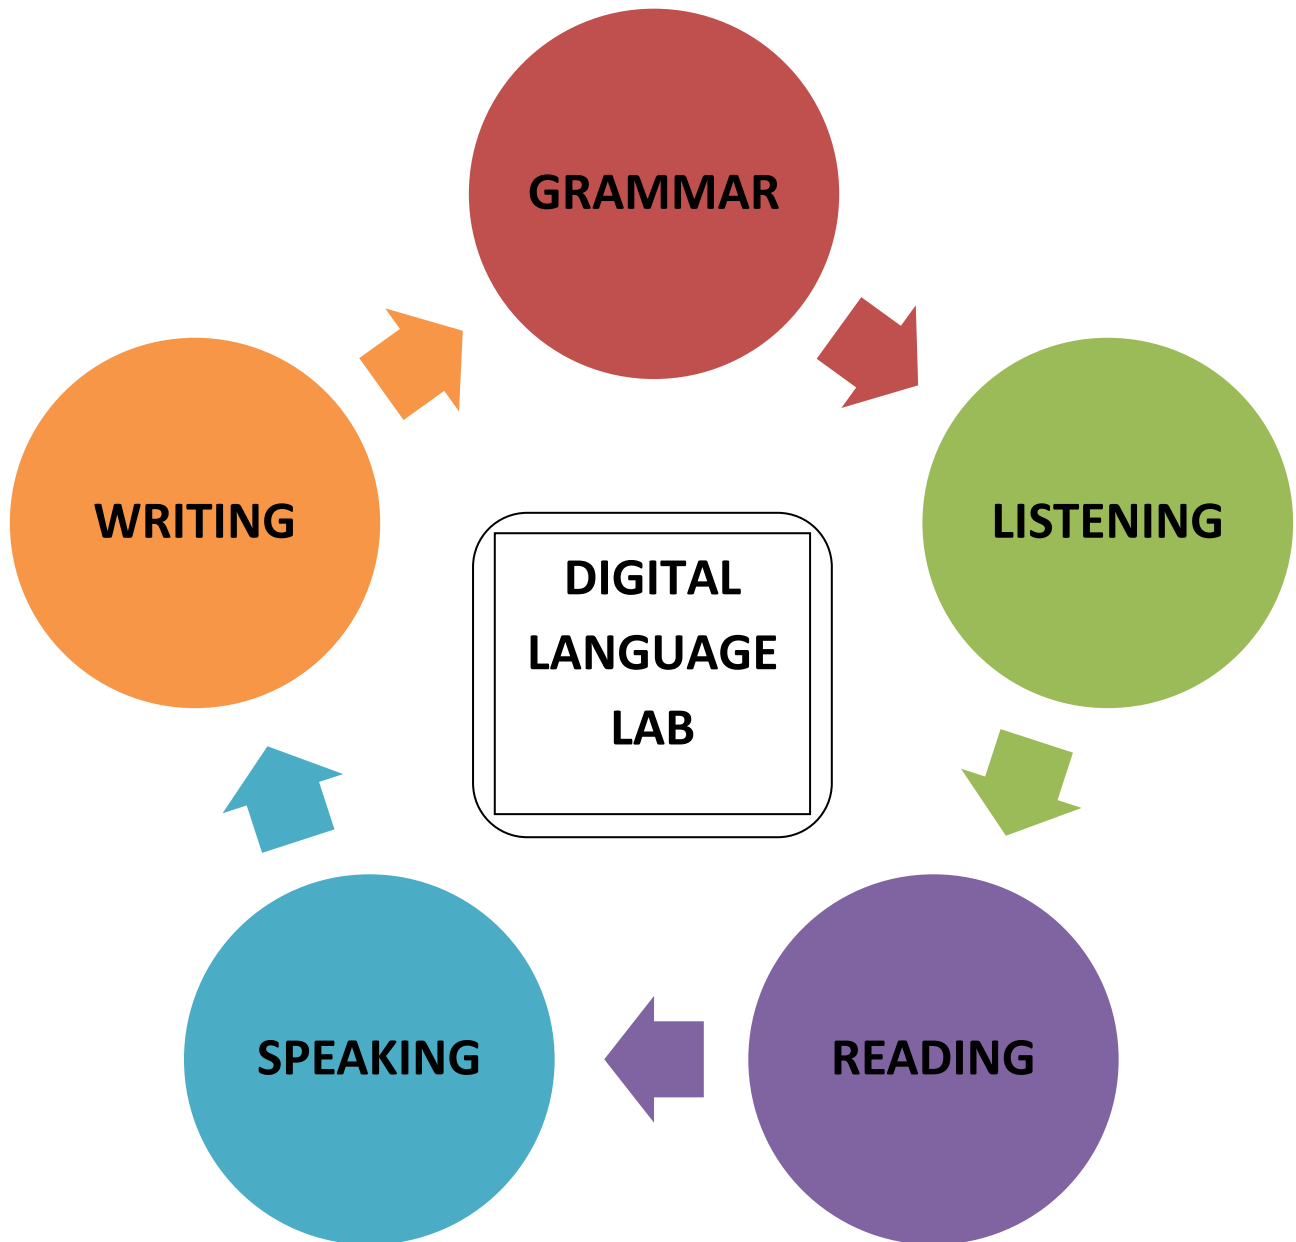 GRAMMAR
WRITING
LISTENING
DIGITAL
LANGUAGE
LAB
SPEAKING
READING